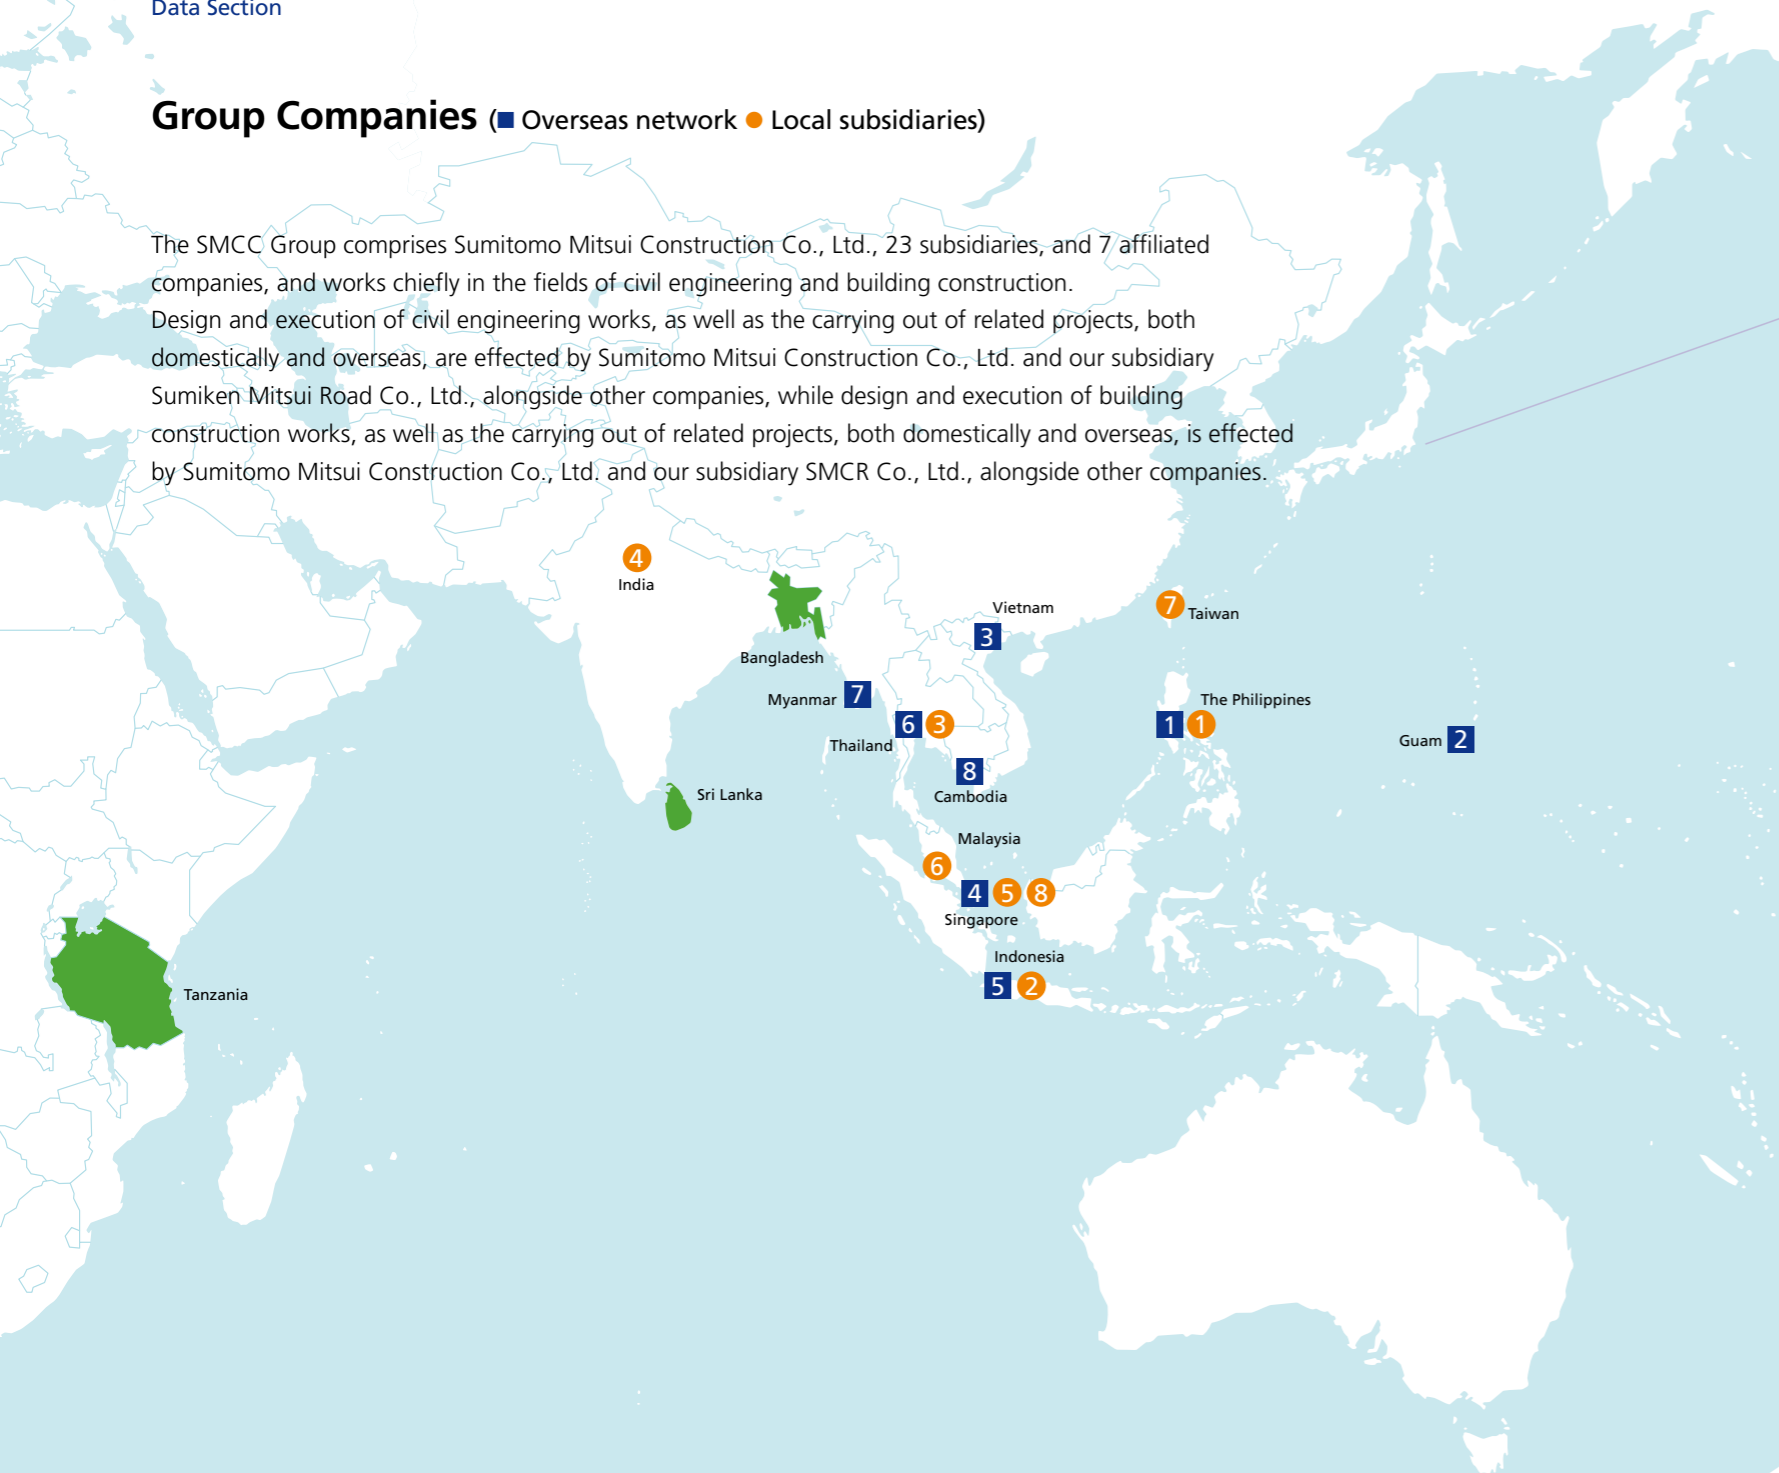 Data Section
Group Companies (■ Overseas network ● Local subsidiaries)
The SMCC Group comprises Sumitomo Mitsui Construction Co., Ltd., 23 subsidiaries, and 7 affiliated
companies, and works chiefly in the fields of civil engineering and building construction.
Design and execution of civil engineering works, as well as the carrying out of related projects, both
domestically and overseas, are effected by Sumitomo Mitsui Construction Co., Ltd. and our subsidiary
Sumiken Mitsui Road Co., Ltd., alongside other companies, while design and execution of building
construction works, as well as the carrying out of related projects, both domestically and overseas, is effected
by Sumitomo Mitsui Construction Co., Ltd. and our subsidiary SMCR Co., Ltd., alongside other companies.
4
India
Vietnam
3
7 Taiwan
Bangladesh
Myanmar 7
The Philippines
1 1
6 3
Thailand
Guam 2
8
Cambodia
Sri Lanka
Malaysia
6
4 5 8
Singapore
Indonesia
5 2
Tanzania